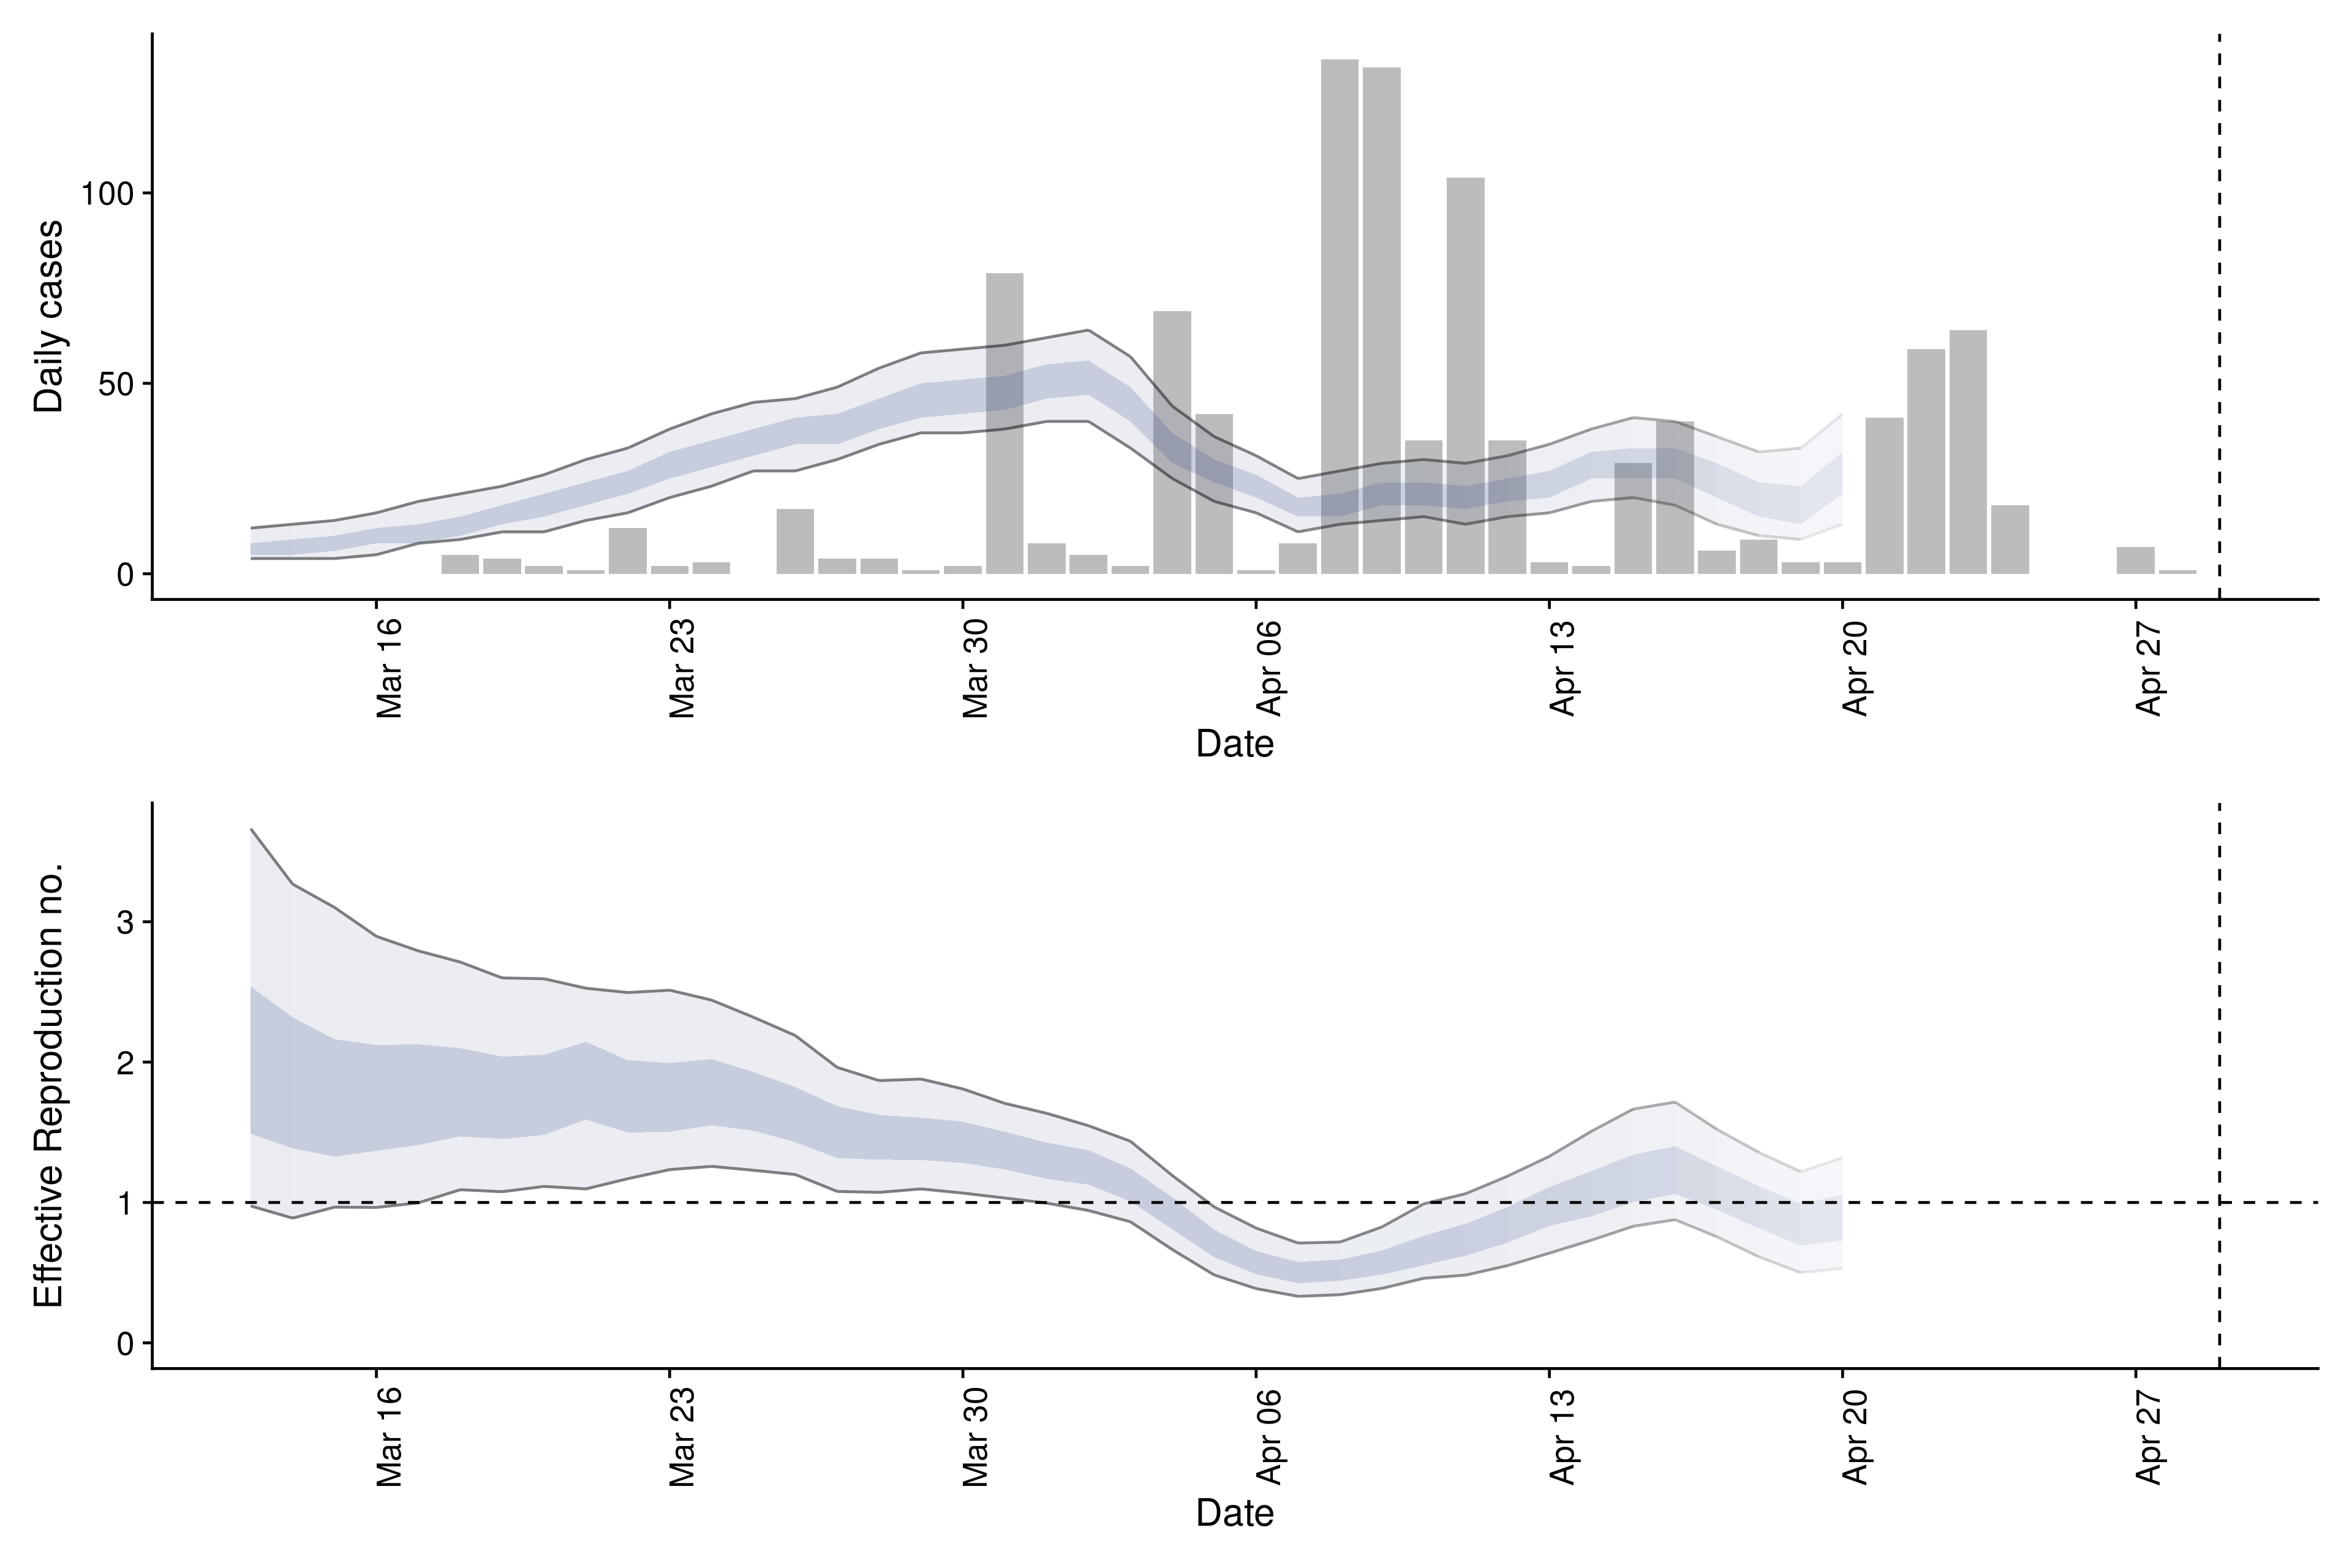 Daily cases
100
50
0
Mar 16
Mar 23
Mar 30
Apr 06
Apr 13
Apr 20
Apr 27
Date
Effective Reproduction no.
3
2
1
0
Mar 16
Mar 23
Mar 30
Apr 06
Apr 13
Apr 20
Apr 27
Date